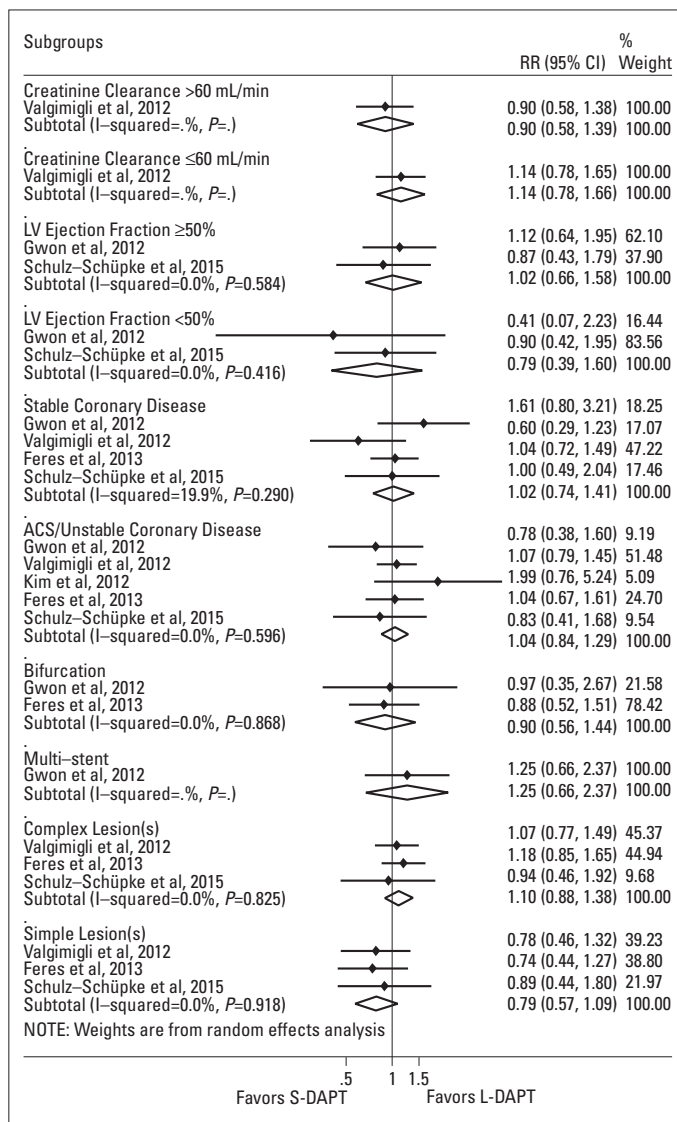 Subgroups
%
RR (95% CI) Weight
Creatinine Clearance >60 mL/min
Valgimigli et al, 2012 0.90 (0.58, 1.38) 100.00
Subtotal (I–squared=.%, P=.) 0.90 (0.58, 1.39) 100.00
.
Creatinine Clearance ≤60 mL/min
Valgimigli et al, 2012 1.14 (0.78, 1.65) 100.00
Subtotal (I–squared=.%, P=.) 1.14 (0.78, 1.66) 100.00
.
LV Ejection Fraction ≥50%
Gwon et al, 2012 1.12 (0.64, 1.95) 62.10
Schulz–Schüpke et al, 2015 0.87 (0.43, 1.79) 37.90
Subtotal (I–squared=0.0%, P=0.584) 1.02 (0.66, 1.58) 100.00
.
LV Ejection Fraction <50%
Gwon et al, 2012 0.41 (0.07, 2.23) 16.44
Schulz–Schüpke et al, 2015 0.90 (0.42, 1.95) 83.56
Subtotal (I–squared=0.0%, P=0.416) 0.79 (0.39, 1.60) 100.00
.
Stable Coronary Disease
Gwon et al, 2012 1.61 (0.80, 3.21) 18.25
Valgimigli et al, 2012 0.60 (0.29, 1.23) 17.07
Feres et al, 2013 1.04 (0.72, 1.49) 47.22
Schulz–Schüpke et al, 2015 1.00 (0.49, 2.04) 17.46
Subtotal (I–squared=19.9%, P=0.290) 1.02 (0.74, 1.41) 100.00
.
ACS/Unstable Coronary Disease
Gwon et al, 2012 0.78 (0.38, 1.60) 9.19
Valgimigli et al, 2012 1.07 (0.79, 1.45) 51.48
Kim et al, 2012 1.99 (0.76, 5.24) 5.09
Feres et al, 2013 1.04 (0.67, 1.61) 24.70
Schulz–Schüpke et al, 2015 0.83 (0.41, 1.68) 9.54
Subtotal (I–squared=0.0%, P=0.596) 1.04 (0.84, 1.29) 100.00
.
Bifurcation
Gwon et al, 2012 0.97 (0.35, 2.67) 21.58
Feres et al, 2013 0.88 (0.52, 1.51) 78.42
Subtotal (I–squared=0.0%, P=0.868) 0.90 (0.56, 1.44) 100.00
.
Multi–stent
Gwon et al, 2012 1.25 (0.66, 2.37) 100.00
Subtotal (I–squared=.%, P=.) 1.25 (0.66, 2.37) 100.00
.
Complex Lesion(s)
Valgimigli et al, 2012 1.07 (0.77, 1.49) 45.37
Feres et al, 2013 1.18 (0.85, 1.65) 44.94
Schulz–Schüpke et al, 2015 0.94 (0.46, 1.92) 9.68
Subtotal (I–squared=0.0%, P=0.825) 1.10 (0.88, 1.38) 100.00
.
Simple Lesion(s)
Valgimigli et al, 2012 0.78 (0.46, 1.32) 39.23
Feres et al, 2013 0.74 (0.44, 1.27) 38.80
Schulz–Schüpke et al, 2015 0.89 (0.44, 1.80) 21.97
Subtotal (I–squared=0.0%, P=0.918) 0.79 (0.57, 1.09) 100.00
NOTE: Weights are from random effects analysis
.5 1 1.5
Favors S-DAPT Favors L-DAPT